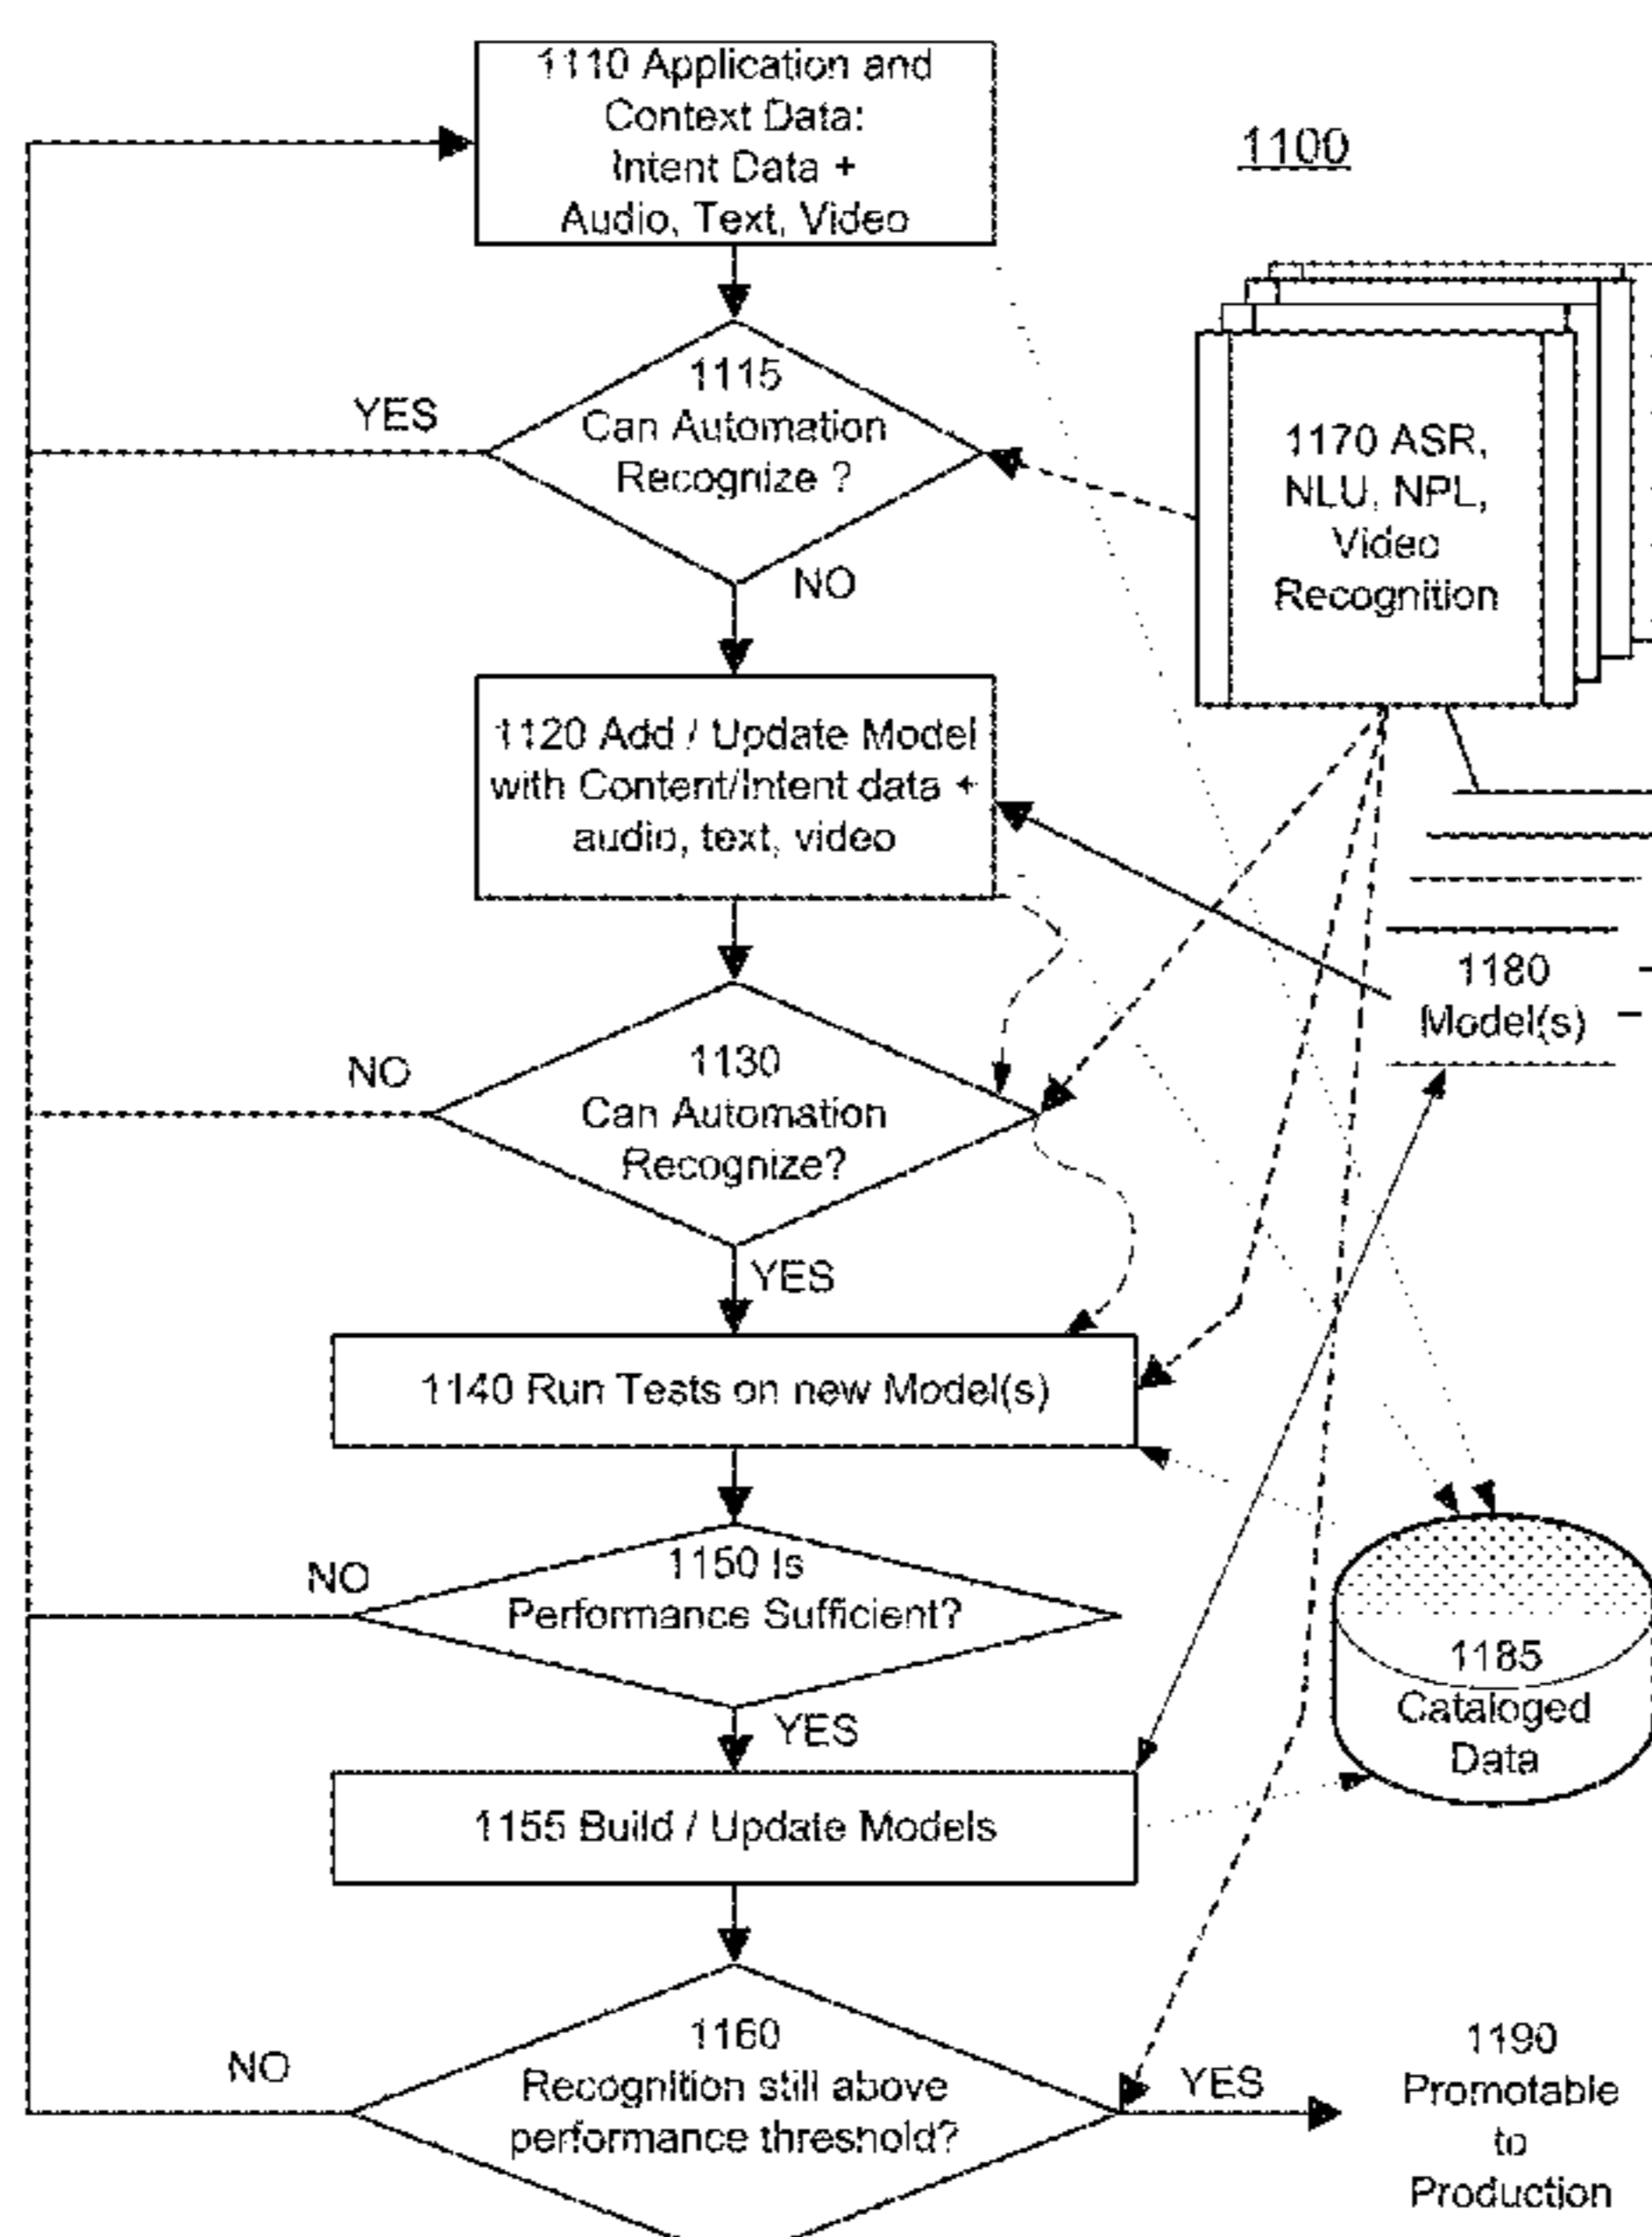 1110 Application and
Context Data:
Intent Data +
Audio, Text, Video
1100
1115
Can Automation
Recognize ?
YES
NO
1170 ASR,
NLU, NPL,
Video
Recognition
1120 Add / Update Model
with Content/Intent data +
audio, text, video
1180
Model(s)
1130
Can Automation
Recognize?
NO
YES
1140 Run Tests on new Model(s)
1150 Is
Performance Sufficient?
NO
YES
1185
Cataloged
Data
1155 Build / Update Models
1160
Recognition still above
performance threshold?
NO
YES
1190
Promotable
to
Production